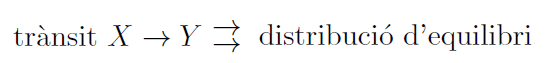 trànsit X → Y ⇉ distribució d'equilibri